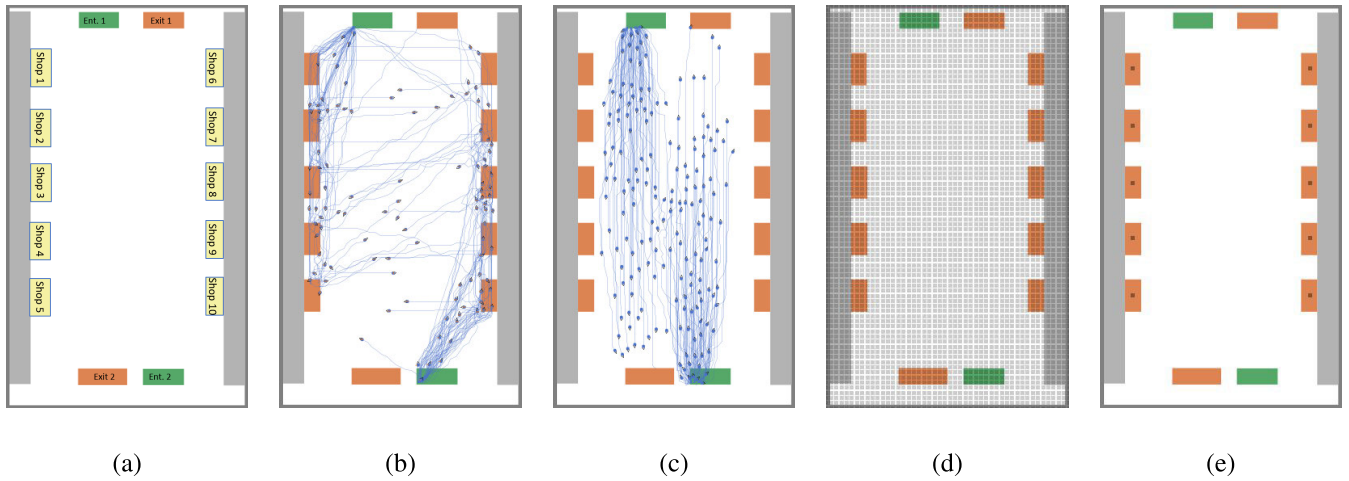 Ent. 1 Exit 1
Shop 1 Shop 6
Shop 2 Shop 7
Shop 3 Shop 8
Shop 4 Shop 9
Shop 5 Shop 10
Exit 2 Ent. 2
(a) (b) (c) (d) (e)